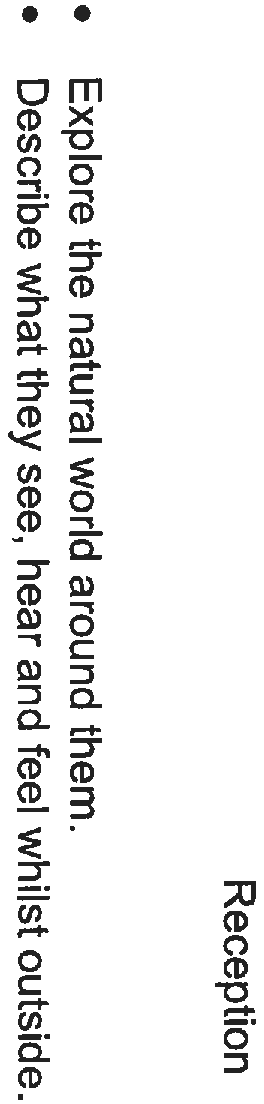 Reception
• Explore the natural world around them.
• Describe what they see, hear and feel whilst outside.